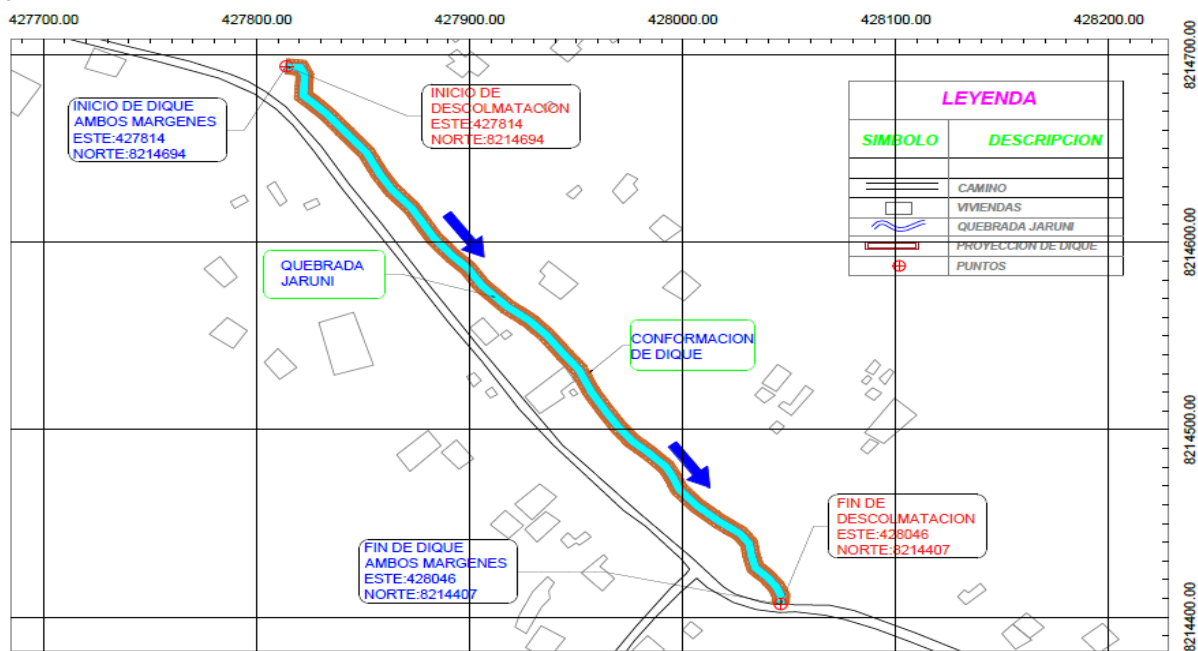 427700.00 427800.00 427900.00 428000.00 428100.00 428200.00
8214700.00
INICIO DE DIQUE
AMBOS MARGENES
ESTE:427814
NORTE:8214694
INICIO DE
DESCOLMATACION
ESTE:427814
NORTE:8214694
LEYENDA
SIMBOLO DESCRIPCION
CAMINO
VIVIENDAS
QUEBRADA JARUNI
PROYECCION DE DIQUE
PUNTOS
8214600.00
QUEBRADA
JARUNI
CONFORMACION
DE DIQUE
8214500.00
FIN DE
DESCOLMATACION
ESTE:428046
NORTE:8214407
FIN DE DIQUE
AMBOS MARGENES
ESTE:428046
NORTE:8214407
8214400.00